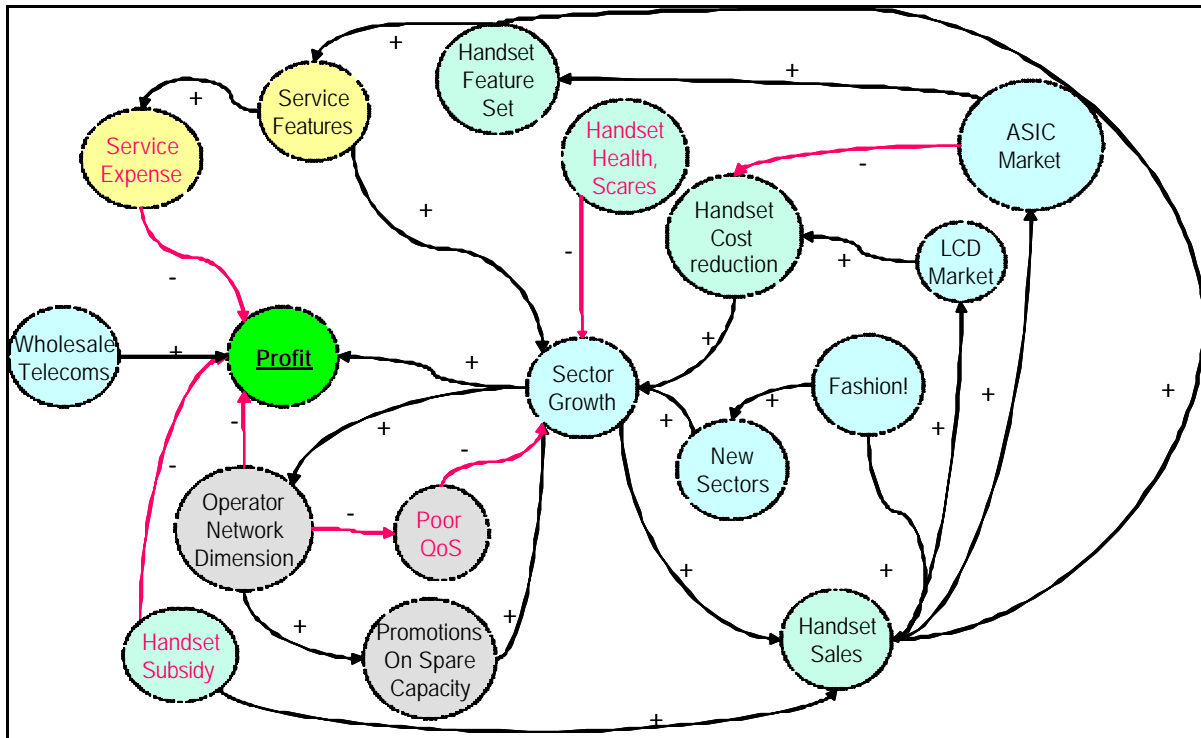 Handset
Feature
Set
Service
Features
Service
Expense
Handset
Health,
Scares
ASIC
Market
Handset
Cost
reduction
LCD
Market
Wholesale
Telecoms
Profit
Sector
Growth
Fashion!
New
Sectors
Operator
Network
Dimension
Poor
QoS
Handset
Subsidy
Promotions
On Spare
Capacity
Handset
Sales
+
+
+
+
-
-
-
+
+
+
+
+
+
+
+
+
+
-
-
-
-
+
+
+
+
+